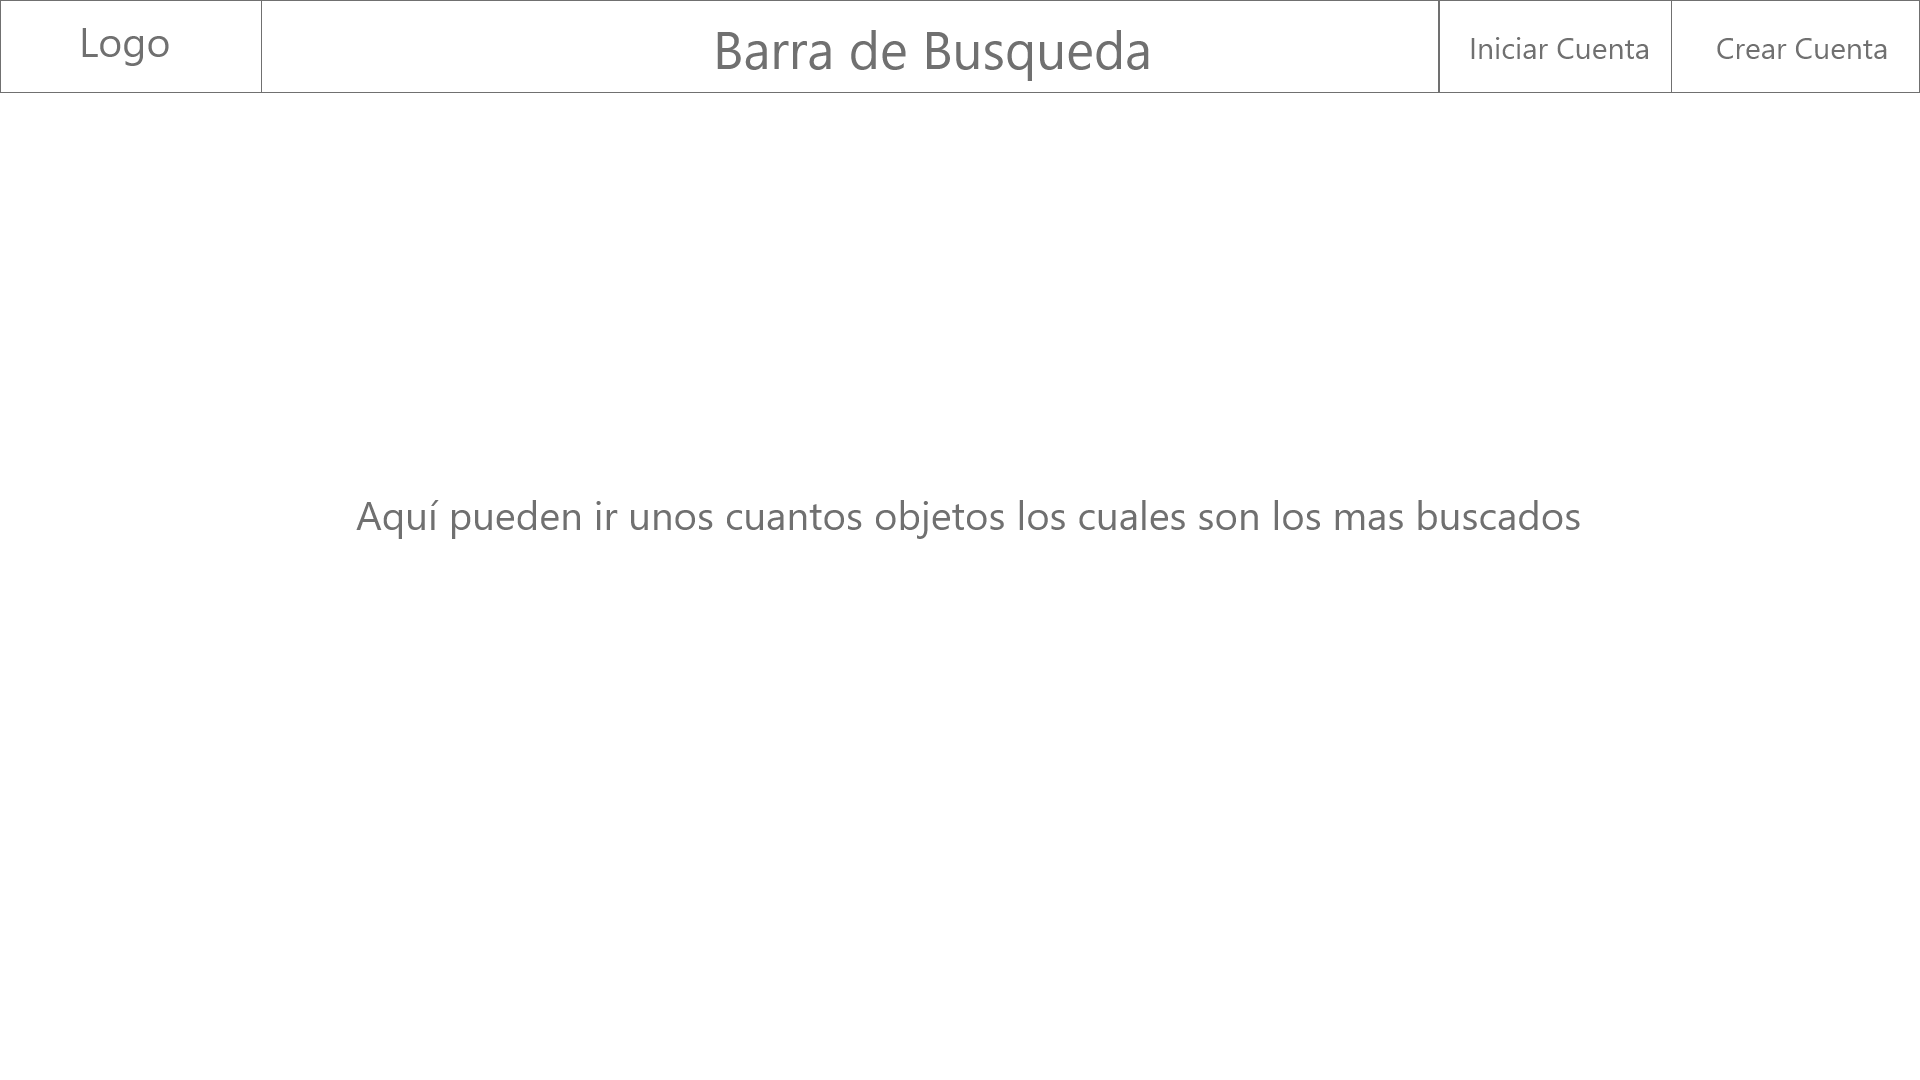 Logo
Barra de Busqueda
Iniciar Cuenta
Crear Cuenta
Aquí pueden ir unos cuantos objetos los cuales son los mas buscados